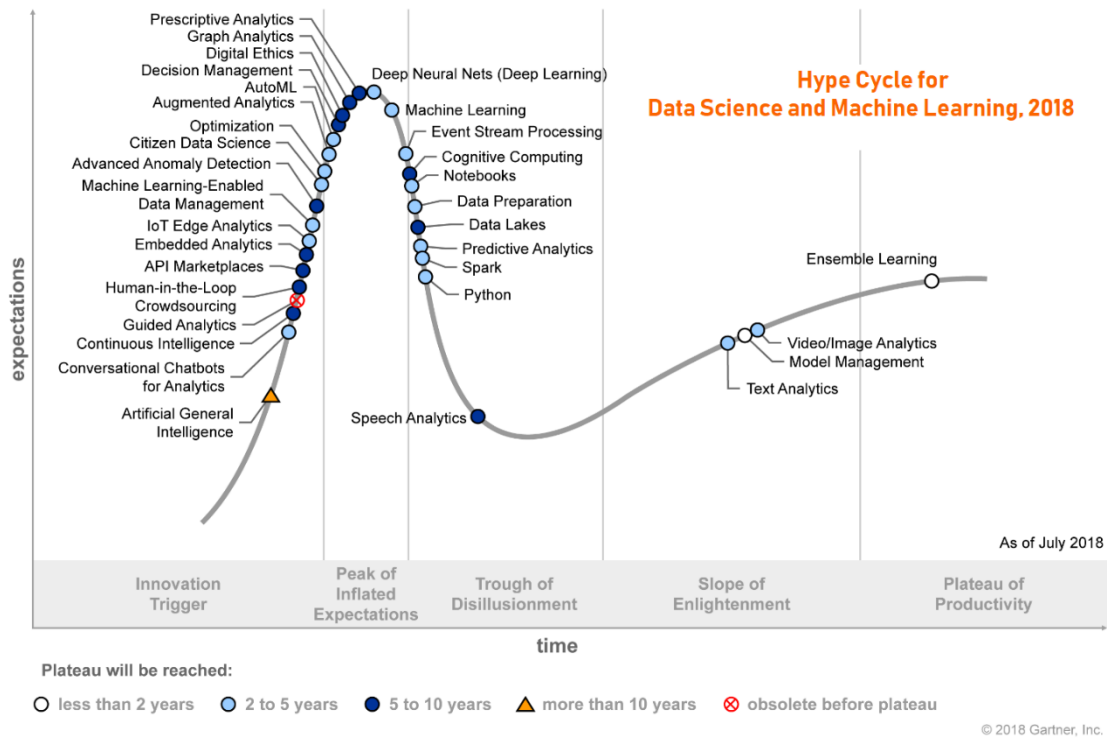 Hype Cycle for
Data Science and Machine Learning, 2018
expectations
Prescriptive Analytics
Graph Analytics
Digital Ethics
Decision Management
AutoML
Augmented Analytics
Optimization
Citizen Data Science
Advanced Anomaly Detection
Machine Learning-Enabled
Data Management
IoT Edge Analytics
Embedded Analytics
API Marketplaces
Human-in-the-Loop
Crowdsourcing
Guided Analytics
Continuous Intelligence
Conversational Chatbots
for Analytics
Artificial General
Intelligence
Deep Neural Nets (Deep Learning)
Machine Learning
Event Stream Processing
Cognitive Computing
Notebooks
Data Preparation
Data Lakes
Predictive Analytics
Spark
Python
Speech Analytics
Ensemble Learning
Video/Image Analytics
Model Management
Text Analytics
As of July 2018
Innovation
Trigger
Peak of
Inflated
Expectations
Trough of
Disillusionment
Slope of
Enlightenment
Plateau of
Productivity
time
Plateau will be reached:
less than 2 years
2 to 5 years
5 to 10 years
more than 10 years
obsolete before plateau
© 2018 Gartner, Inc.